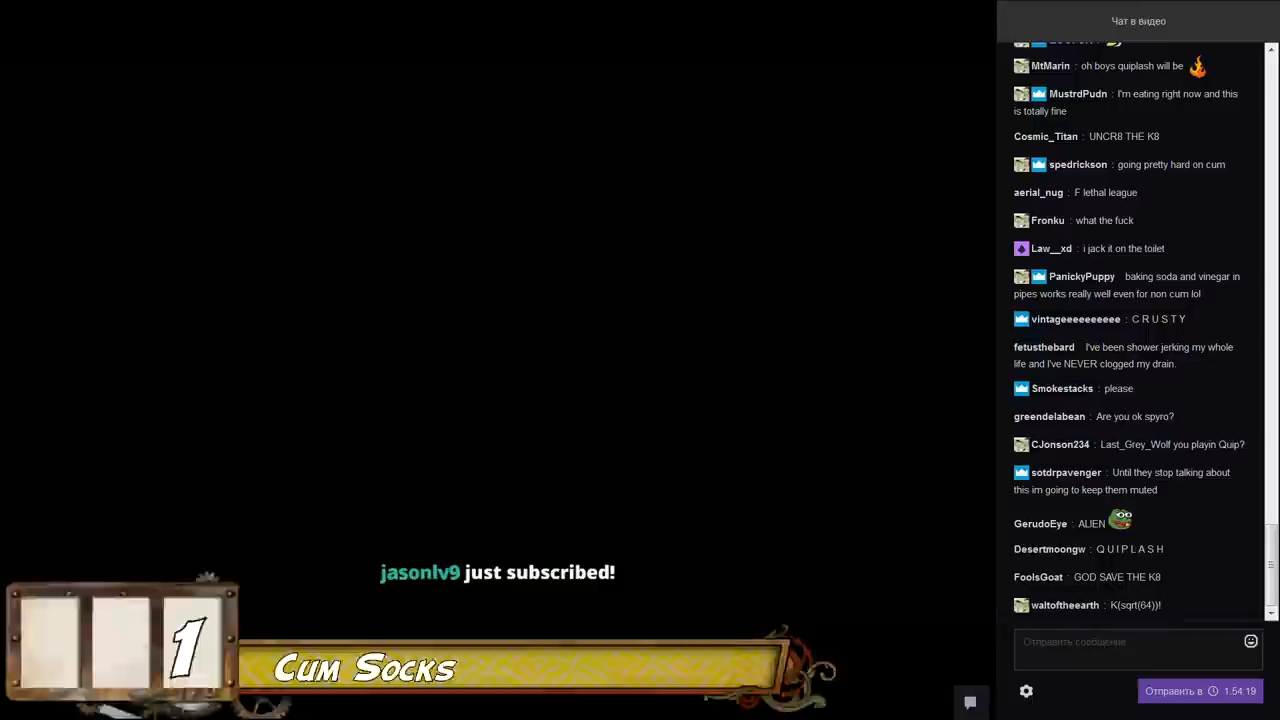 Чат в видео
MtMarin : oh boys quiplash will be
MustrdPudn : I'm eating right now and this
is totally fine
Cosmic_Titan : UNCR8 THE K8
spedrickson : going pretty hard on cum
aerial_nug : F lethal league
Fronku : what the fuck
Law__xd : i jack it on the toilet
PanickyPuppy baking soda and vinegar in
pipes works really well even for non cum lol
vintageeeeeeeeee : C R U S T Y
fetusthebard I've been shower jerking my whole
life and I've NEVER clogged my drain.
Smokestacks : please
greendelabean : Are you ok spyro?
CJonson234 : Last_Grey_Wolf you playin Quip?
sotdrpavenger : Until they stop talking about
this im going to keep them muted
GerudoEye : ALIEN
Desertmoongw : Q U I P L A S H
FoolsGoat : GOD SAVE THE K8
waltoftheearth : K(sqrt(64))!
jasonlv9 just subscribed!
1
Cum Socks
Отправить сообщение
Отправить в 1:54:19